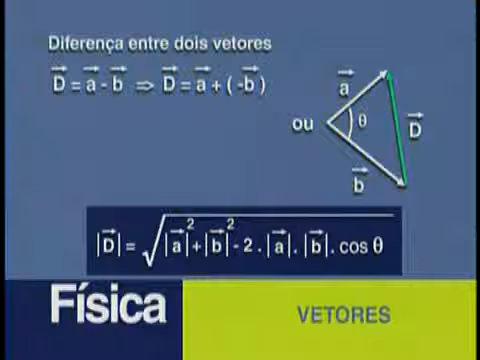 Diferença entre dois vetores
D⃗ = a⃗ - b⃗ ⇒ D⃗ = a⃗ + ( -b⃗ )
a⃗
ou θ
D⃗
b⃗
|D⃗| = √|a⃗|²+|b⃗|²- 2 . |a⃗| . |b⃗| . cos θ
Física
VETORES